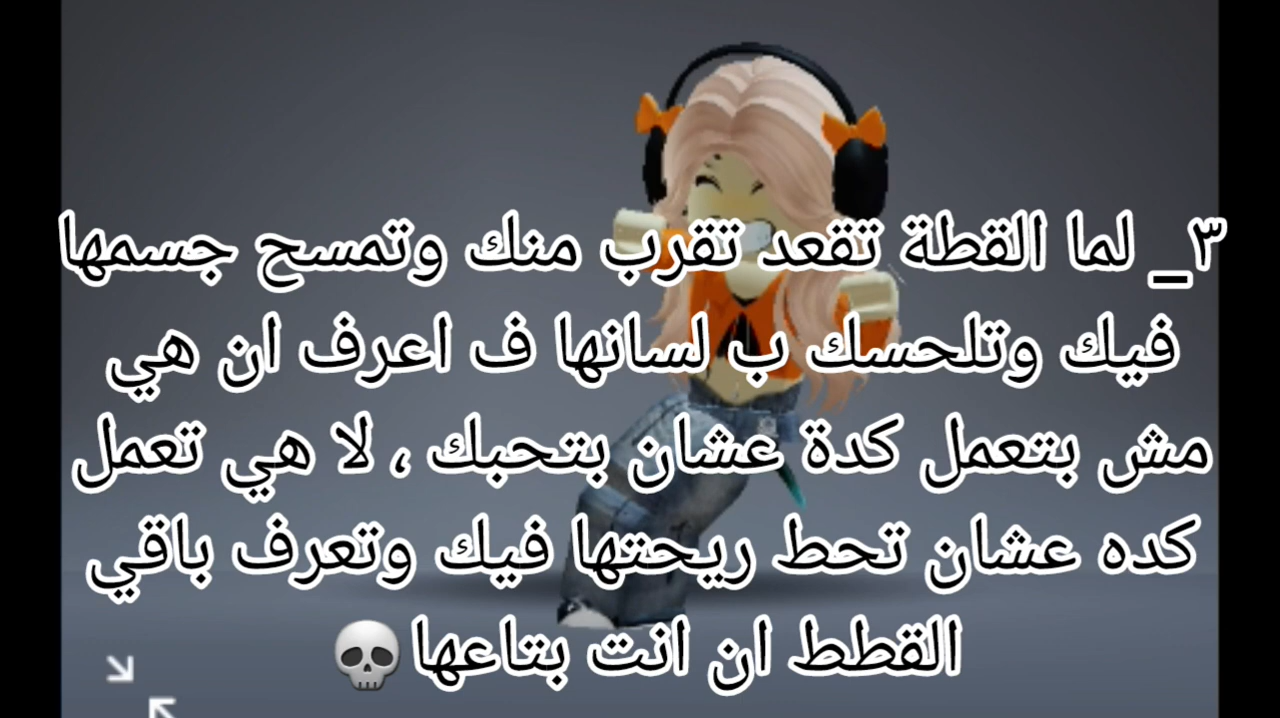 ٣_ لما القطة تقعد تقرب منك وتمسح جسمها
فيك وتلحسك ب لسانها ف اعرف ان هي
مش بتعمل كدة عشان بتحبك ، لا هي تعمل
كده عشان تحط ريحتها فيك وتعرف باقي
القطط ان انت بتاعها💀